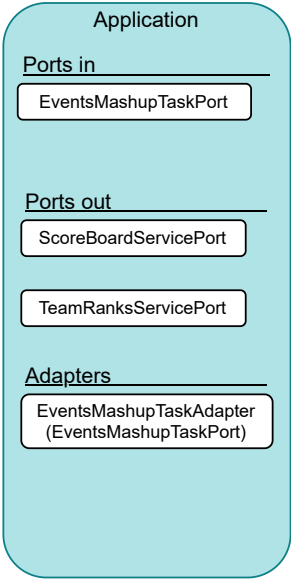 Application
Ports in
EventsMashupTaskPort
Ports out
ScoreBoardServicePort
TeamRanksServicePort
Adapters
EventsMashupTaskAdapter
(EventsMashupTaskPort)